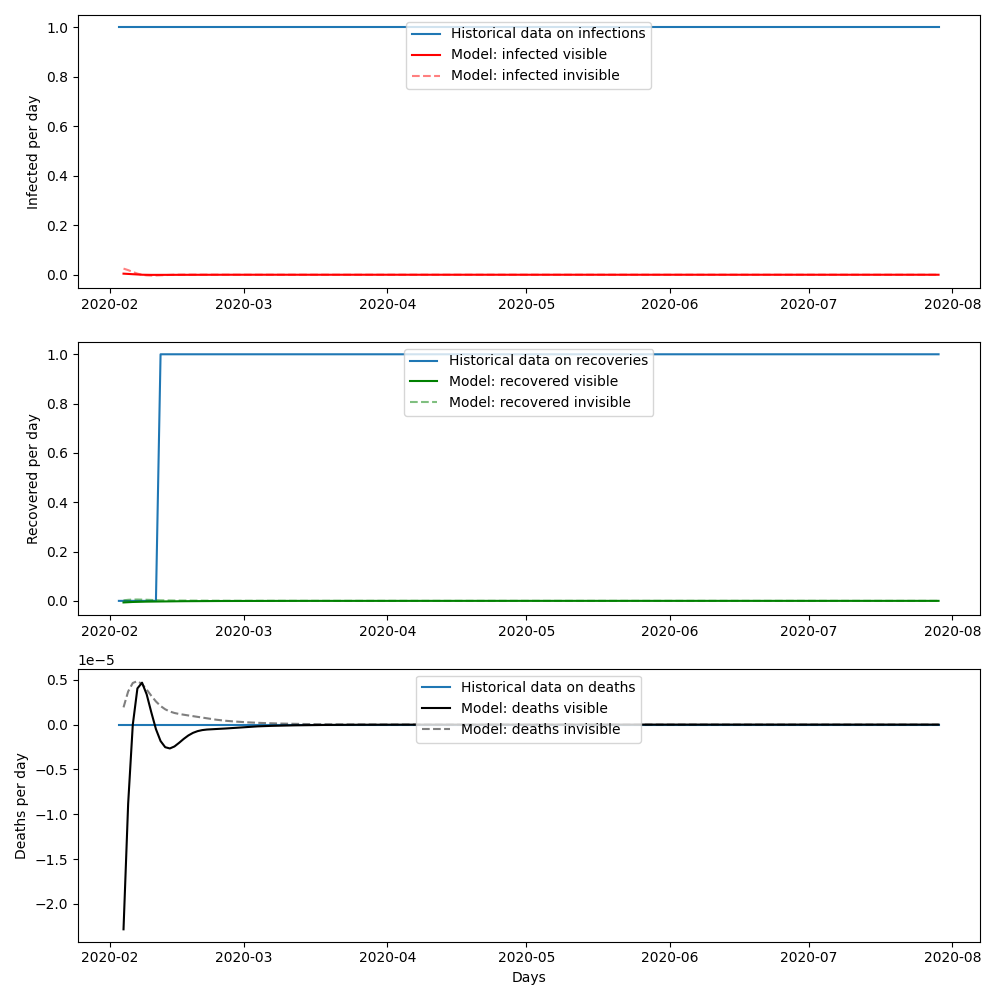 1.0
0.8
0.6
0.4
0.2
0.0
Infected per day
Historical data on infections
Model: infected visible
Model: infected invisible
2020-02 2020-03 2020-04 2020-05 2020-06 2020-07 2020-08
1.0
0.8
0.6
0.4
0.2
0.0
Recovered per day
Historical data on recoveries
Model: recovered visible
Model: recovered invisible
2020-02 2020-03 2020-04 2020-05 2020-06 2020-07 2020-08
1e−5
0.5
0.0
−0.5
−1.0
−1.5
−2.0
Deaths per day
Historical data on deaths
Model: deaths visible
Model: deaths invisible
2020-02 2020-03 2020-04 2020-05 2020-06 2020-07 2020-08
Days